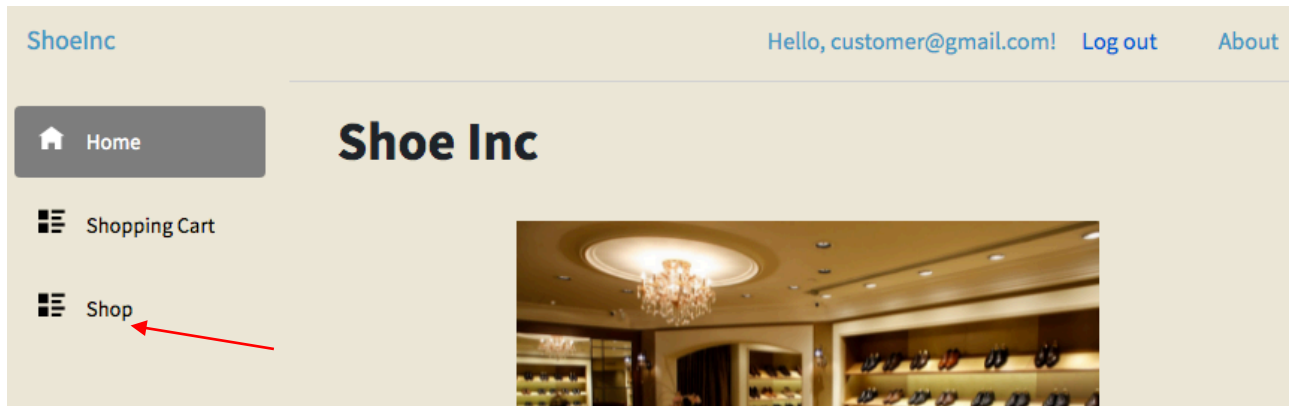 ShoeInc
Hello, customer@gmail.com! Log out About
Home
Shoe Inc
Shopping Cart
Shop